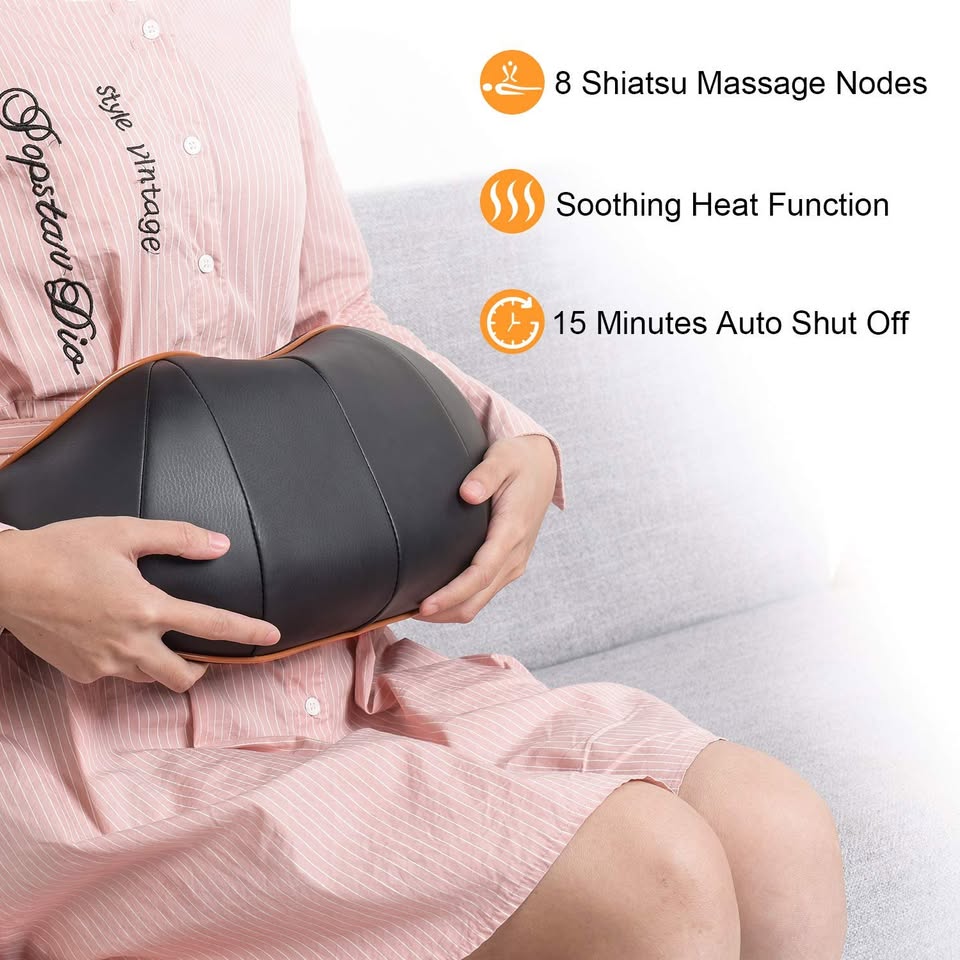 8 Shiatsu Massage Nodes
Soothing Heat Function
15 Minutes Auto Shut Off
style vintage
Popstar Dio